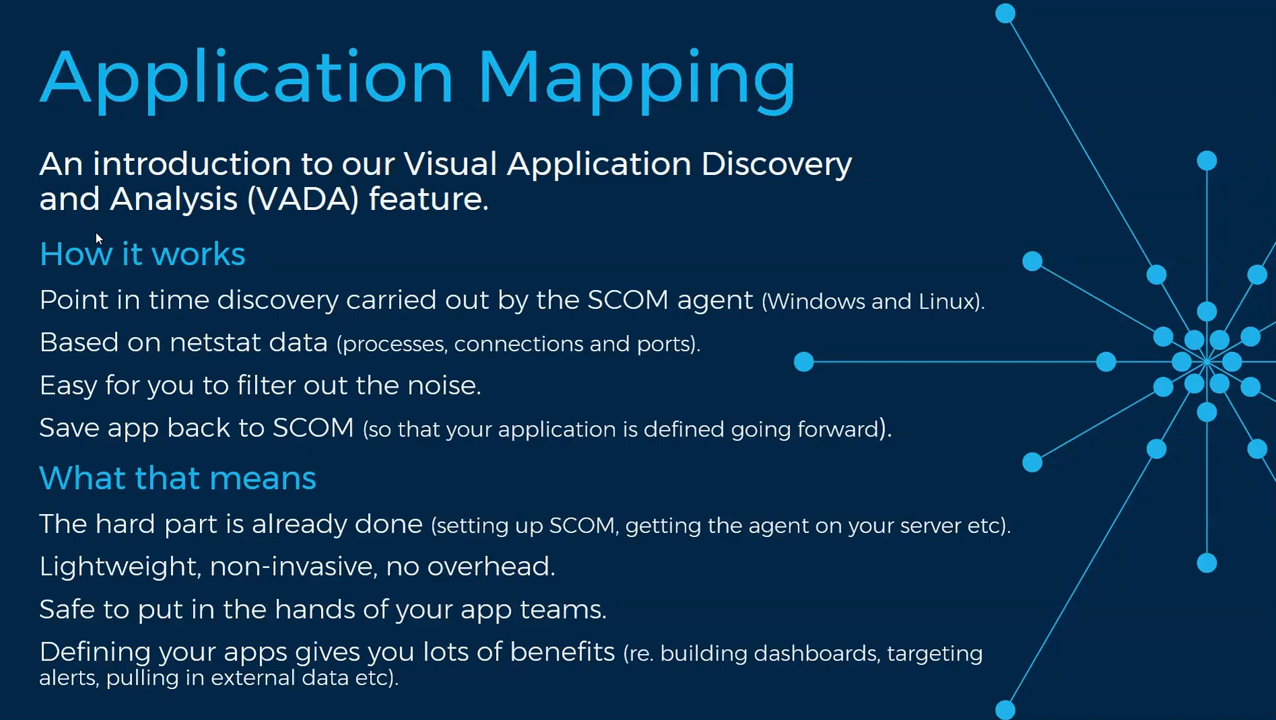 Application Mapping
An introduction to our Visual Application Discovery
and Analysis (VADA) feature.
How it works
Point in time discovery carried out by the SCOM agent (Windows and Linux).
Based on netstat data (processes, connections and ports).
Easy for you to filter out the noise.
Save app back to SCOM (so that your application is defined going forward).
What that means
The hard part is already done (setting up SCOM, getting the agent on your server etc).
Lightweight, non-invasive, no overhead.
Safe to put in the hands of your app teams.
Defining your apps gives you lots of benefits (re. building dashboards, targeting
alerts, pulling in external data etc).